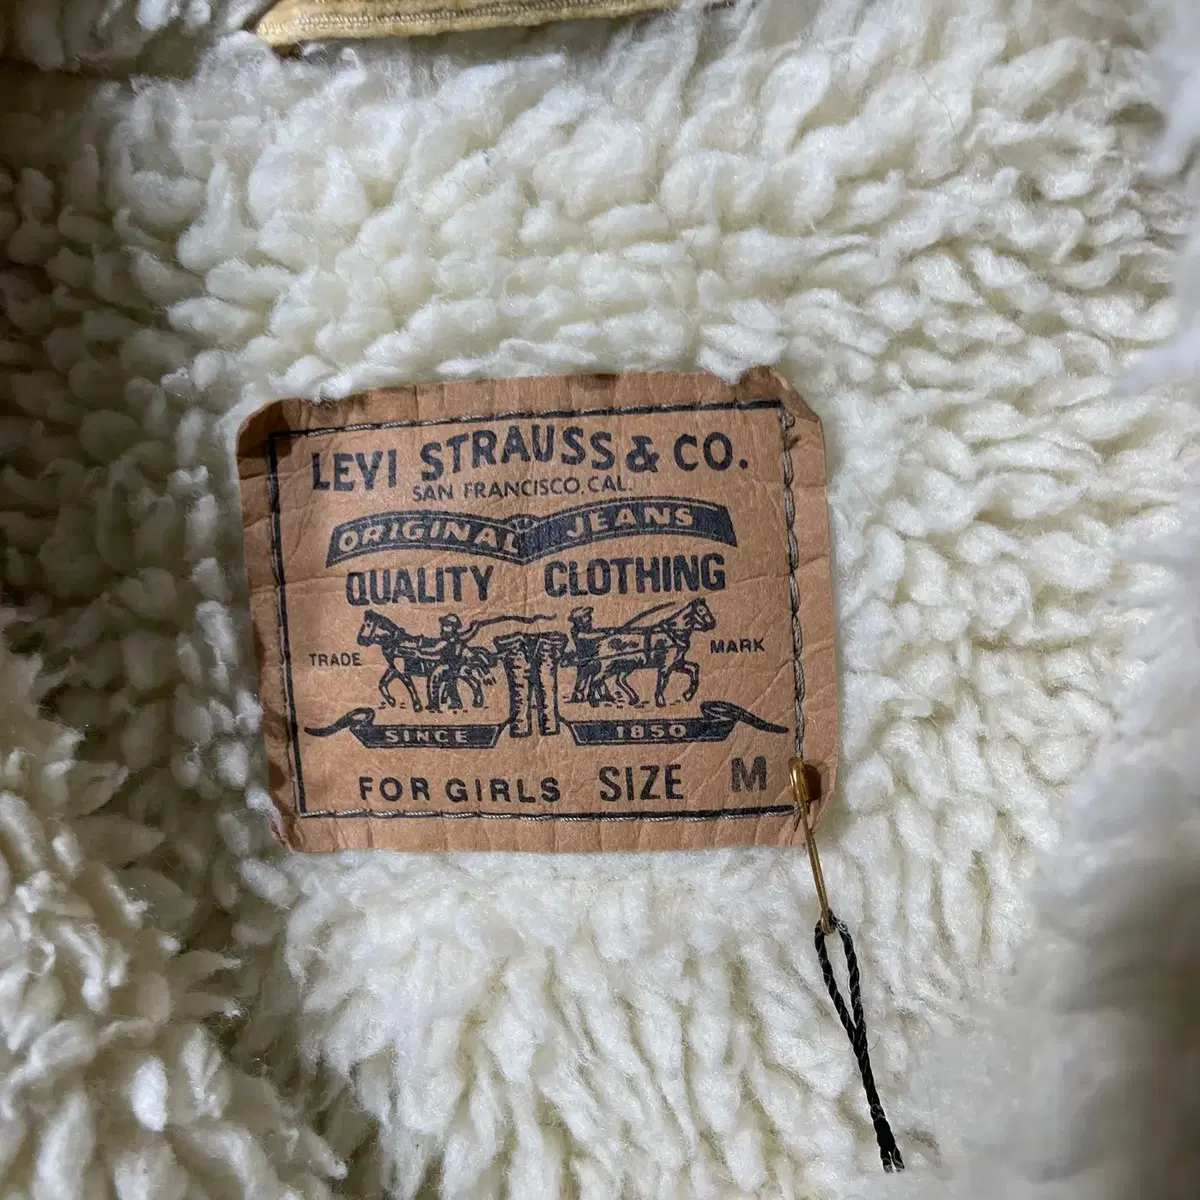 LEVI STRAUSS & CO.
SAN FRANCISCO, CAL.
ORIGINAL JEANS
QUALITY CLOTHING
TRADE MARK
SINCE 1850
FOR GIRLS SIZE M